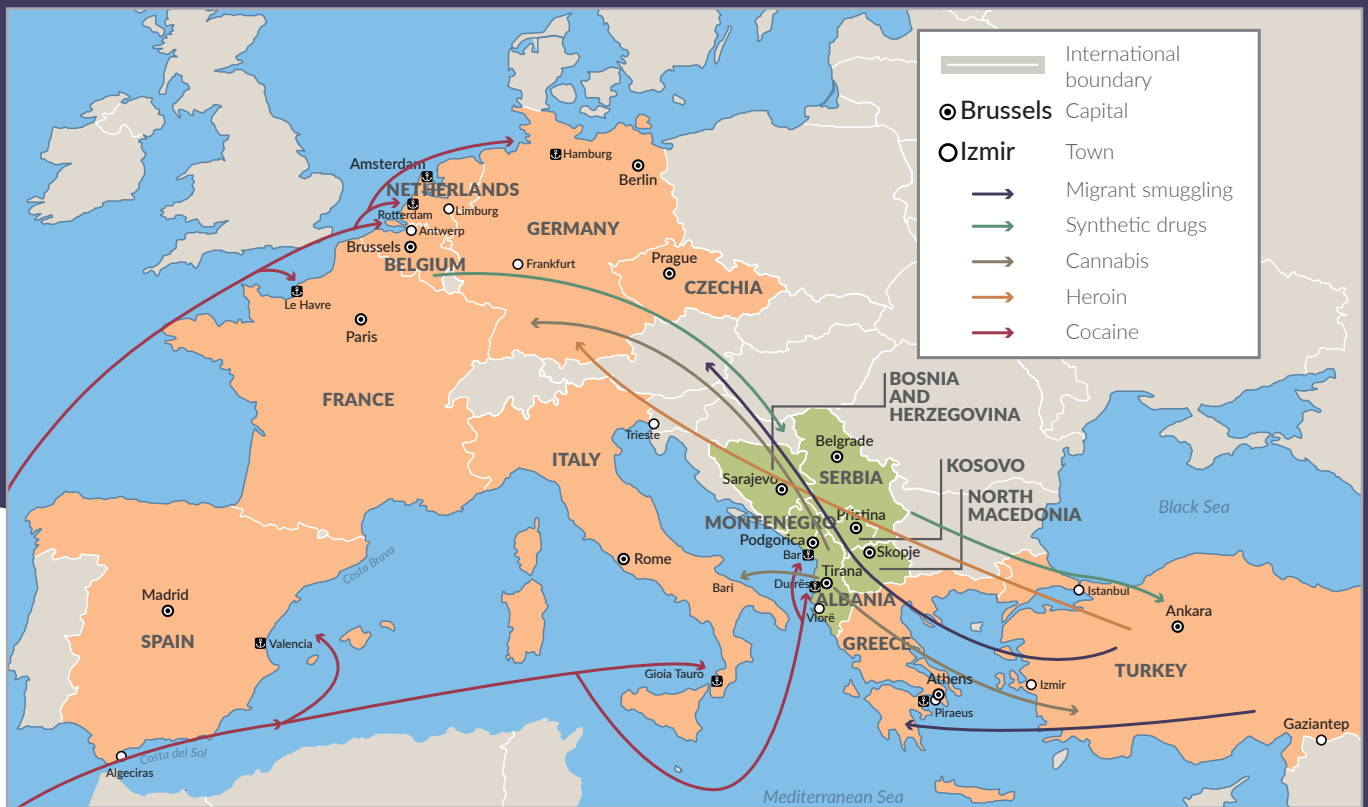 International
boundary
Brussels Capital
Izmir Town
Migrant smuggling
Synthetic drugs
Cannabis
Heroin
Cocaine
Hamburg
Amsterdam
Berlin
NETHERLANDS
Rotterdam
Limburg
Antwerp
GERMANY
Brussels
BELGIUM
Frankfurt
Prague
CZECHIA
Le Havre
Paris
FRANCE
BOSNIA
AND
HERZEGOVINA
Trieste
Belgrade
ITALY
KOSOVO
Sarajevo
SERBIA
NORTH
MACEDONIA
Black Sea
MONTENEGRO
Pristina
Podgorica
Bar
Skopje
Costa Brava
Rome
Tirana
Bari
Durrës
Istanbul
Madrid
ALBANIA
Ankara
Vlorë
SPAIN
Valencia
GREECE
TURKEY
Gioia Tauro
Athens
Izmir
Piraeus
Gaziantep
Costa del Sol
Algeciras
Mediterranean Sea